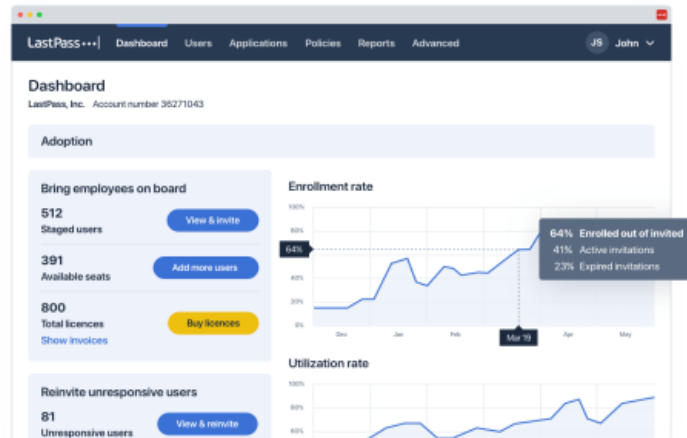 LastPass•••|
Dashboard Users Applications Policies Reports Advanced
JS John
Dashboard
LastPass, Inc. Account number 36271043
Adoption
Bring employees on board
512
Staged users
View & invite
391
Available seats
Add more users
800
Total licences
Show invoices
Buy licences
Reinvite unresponsive users
81
Unresponsive users
View & reinvite
Enrollment rate
100%
80%
64%
40%
20%
0%
Dec Jan Feb Mar 19 Apr May
64% Enrolled out of invited
41% Active invitations
23% Expired invitations
Utilization rate
100%
80%
60%